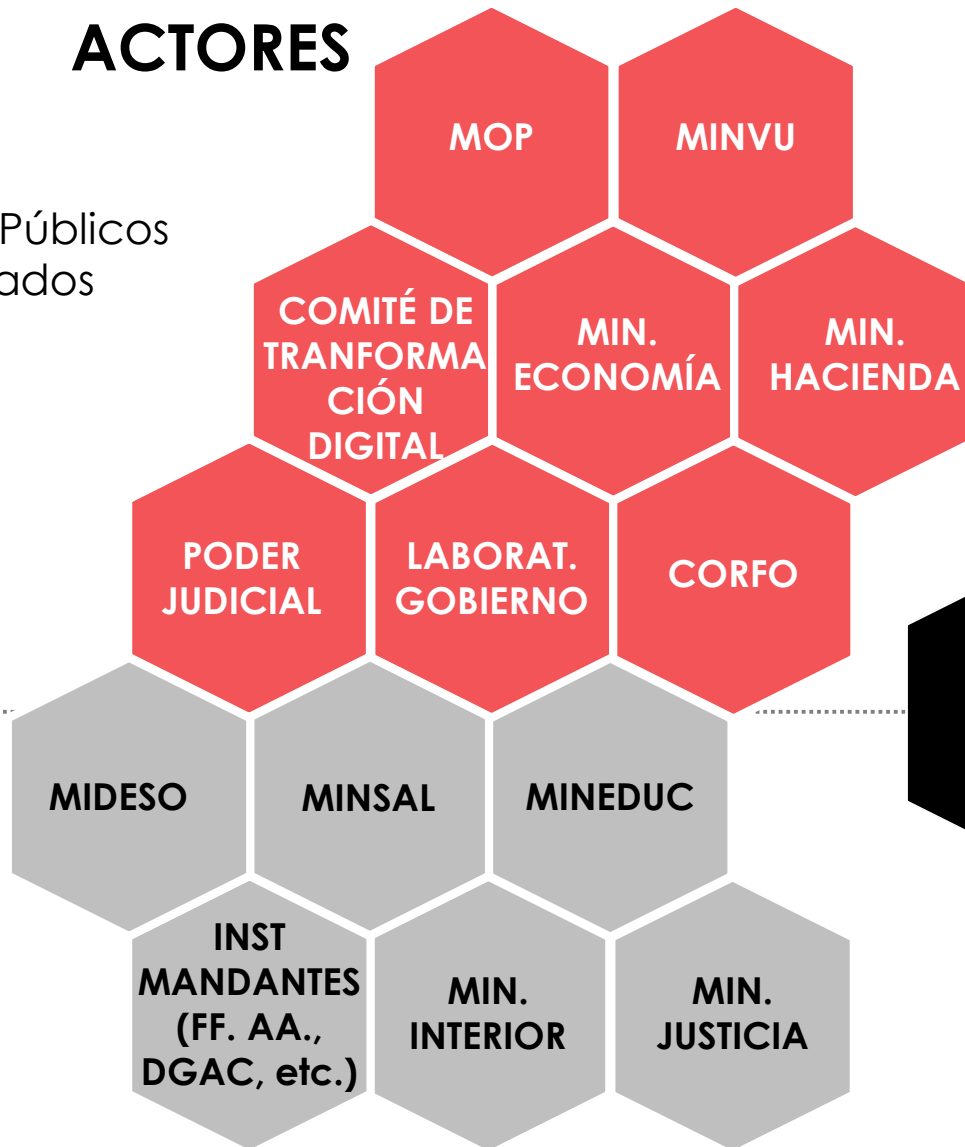 ACTORES
Públicos
MOP
MINVU
COMITÉ DE
TRANFORMA
CIÓN
DIGITAL
MIN.
ECONOMÍA
MIN.
HACIENDA
PODER
JUDICIAL
LABORAT.
GOBIERNO
CORFO
MIDESO
MINSAL
MINEDUC
INST
MANDANTES
(FF. AA.,
DGAC, etc.)
MIN.
INTERIOR
MIN.
JUSTICIA